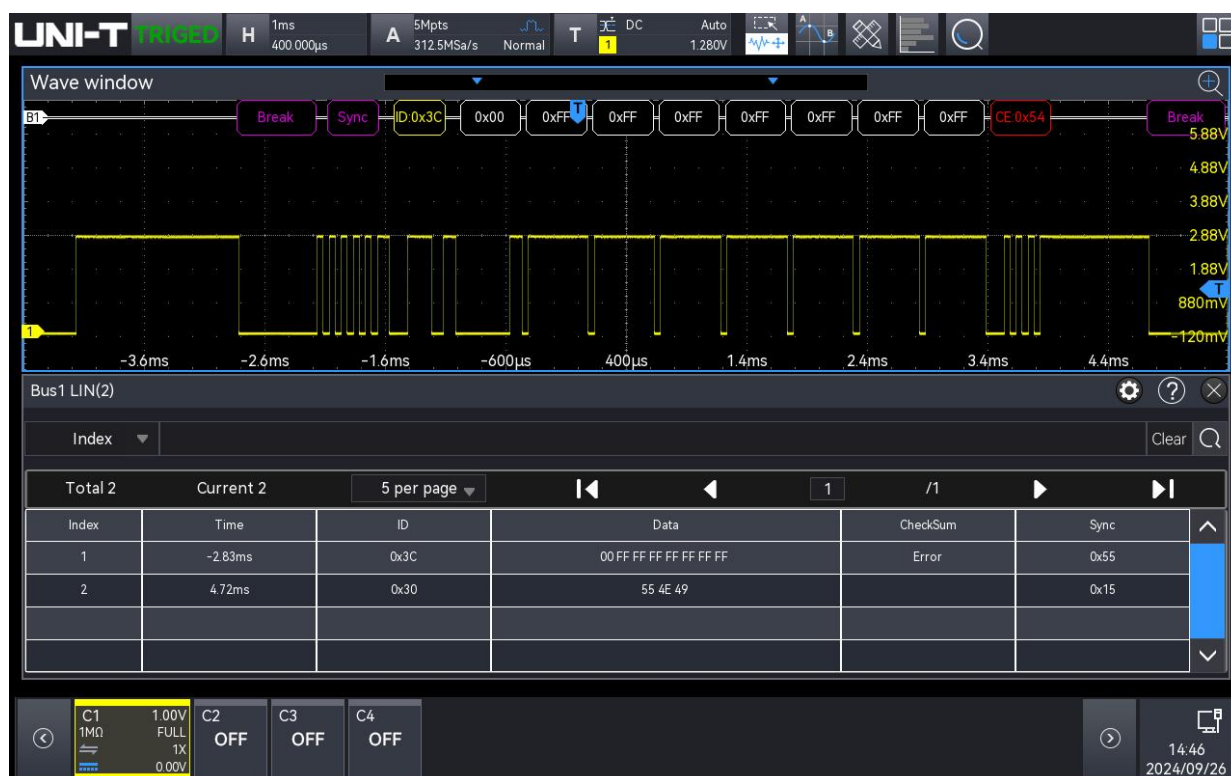 UNI-T TRIGED H 1ms 400.000µs A 5Mpts 312.5MSa/s Normal T 1 DC Auto 1.280V A B
Wave window
T
B1 Break Sync ID:0x3C 0x00 0xFF 0xFF 0xFF 0xFF 0xFF 0xFF 0xFF CE 0x54 Break
5.88V
4.88V
3.88V
2.88V
1.88V
T
880mV
1 -120mV
-3.6ms -2.6ms -1.6ms -600µs 400µs 1.4ms 2.4ms 3.4ms 4.4ms
Bus1 LIN(2)
Index Clear
Total 2 Current 2 5 per page 1 /1
Index Time ID Data CheckSum Sync
1 -2.83ms 0x3C 00 FF FF FF FF FF FF FF Error 0x55
2 4.72ms 0x30 55 4E 49 0x15
C1 1.00V C2 C3 C4
1MΩ FULL OFF OFF OFF
1X
0.00V
14:46
2024/09/26